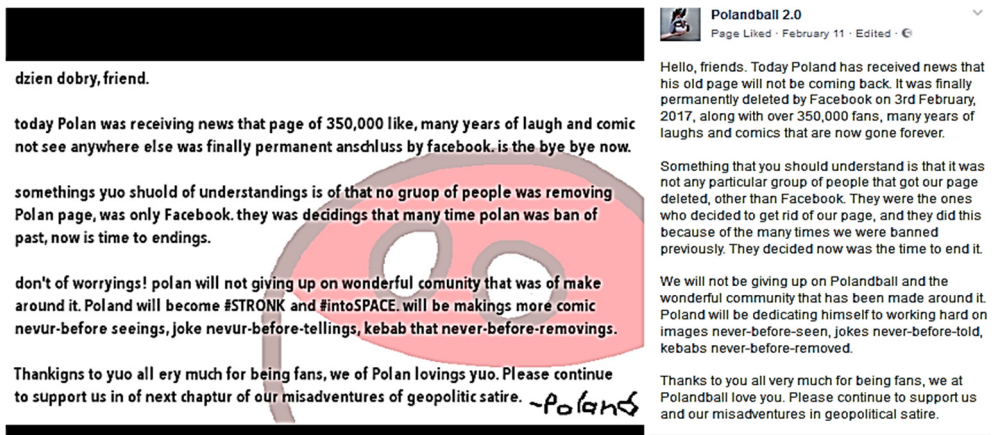 dzien dobry, friend.
today Polan was receiving news that page of 350,000 like, many years of laugh and comic
not see anywhere else was finally permanent anschluss by facebook. is the bye bye now.
somethings yuo shuold of understandings is of that no gruop of people was removing
Polan page, was only Facebook. they was decidings that many time polan was ban of
past, now is time to endings.
don't of worryings! polan will not giving up on wonderful comunity that was of make
around it. Poland will become #STRONK and #intoSPACE. will be makings more comic
nevur-before seeings, joke nevur-before-tellings, kebab that never-before-removings.
Thankigns to yuo all ery much for being fans, we of Polan lovings yuo. Please continue
to support us in of next chaptur of our misadventures of geopolitic satire. ~Poland
Polandball 2.0
Page Liked · February 11 · Edited ·
Hello, friends. Today Poland has received news that
his old page will not be coming back. It was finally
permanently deleted by Facebook on 3rd February,
2017, along with over 350,000 fans, many years of
laughs and comics that are now gone forever.
Something that you should understand is that it was
not any particular group of people that got our page
deleted, other than Facebook. They were the ones
who decided to get rid of our page, and they did this
because of the many times we were banned
previously. They decided now was the time to end it.
We will not be giving up on Polandball and the
wonderful community that has been made around it.
Poland will be dedicating himself to working hard on
images never-before-seen, jokes never-before-told,
kebabs never-before-removed.
Thanks to you all very much for being fans, we at
Polandball love you. Please continue to support us
and our misadventures in geopolitical satire.